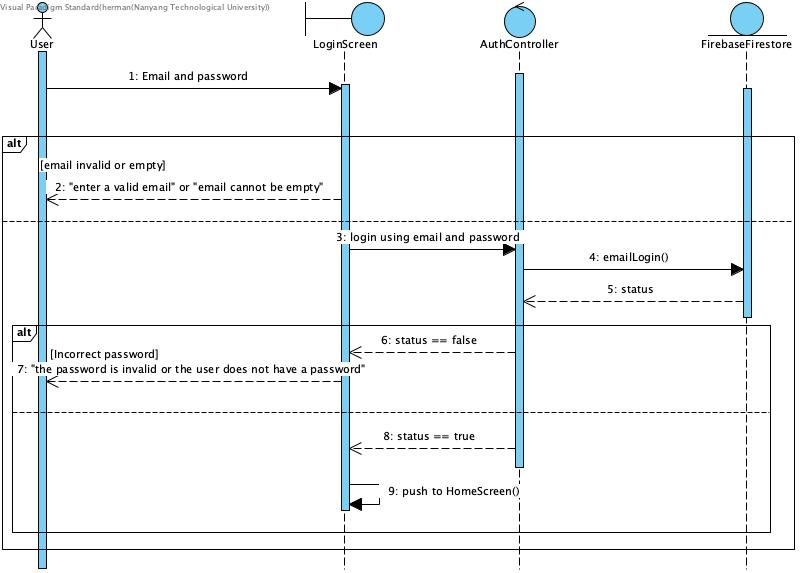 Visual Paradigm Standard(herman(Nanyang Technological University))
User
LoginScreen
AuthController
FirebaseFirestore
1: Email and password
alt
[email invalid or empty]
2: "enter a valid email" or "email cannot be empty"
3: login using email and password
4: emailLogin()
5: status
alt
6: status == false
[Incorrect password]
7: "the password is invalid or the user does not have a password"
8: status == true
9: push to HomeScreen()